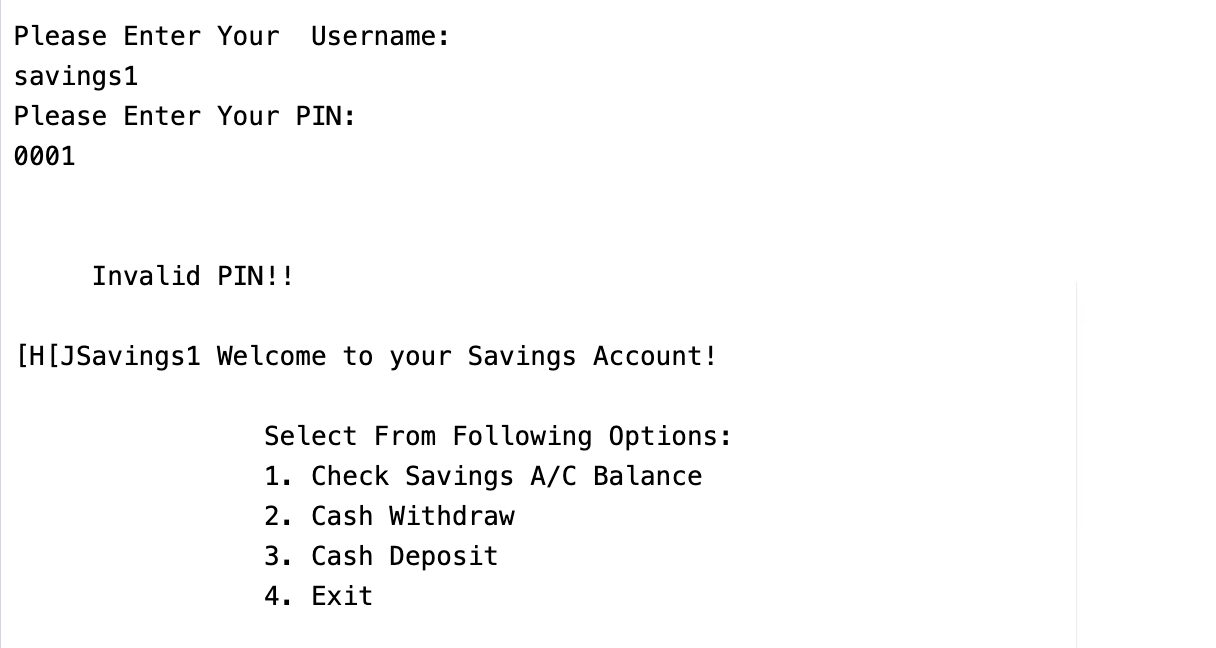 Please Enter Your  Username:
savings1
Please Enter Your PIN:
0001
Invalid PIN!!
[H[JSavings1 Welcome to your Savings Account!
Select From Following Options:
1. Check Savings A/C Balance
2. Cash Withdraw
3. Cash Deposit
4. Exit